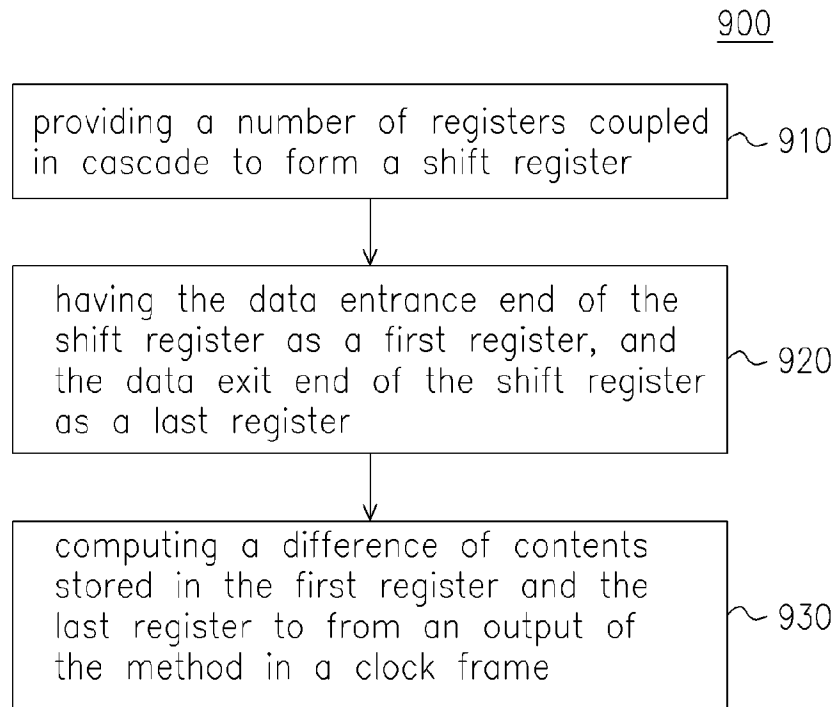 900
providing a number of registers coupled
in cascade to form a shift register
910
having the data entrance end of the
shift register as a first register, and
the data exit end of the shift register
as a last register
920
computing a difference of contents
stored in the first register and the
last register to from an output of
the method in a clock frame
930